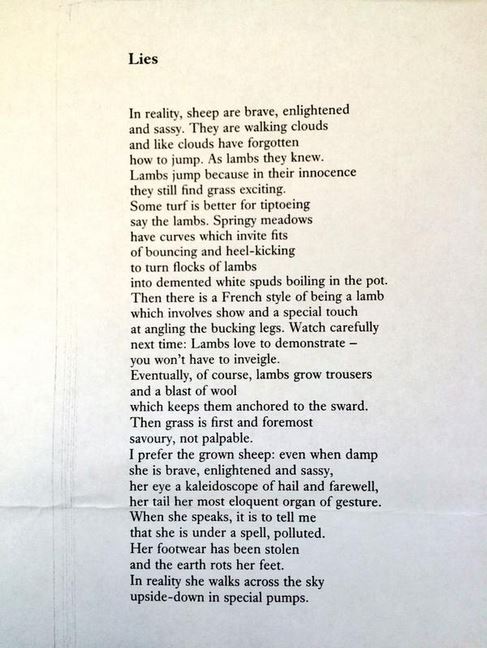 Lies
In reality, sheep are brave, enlightened
and sassy. They are walking clouds
and like clouds have forgotten
how to jump. As lambs they knew.
Lambs jump because in their innocence
they still find grass exciting.
Some turf is better for tiptoeing
say the lambs. Springy meadows
have curves which invite fits
of bouncing and heel-kicking
to turn flocks of lambs
into demented white spuds boiling in the pot.
Then there is a French style of being a lamb
which involves show and a special touch
at angling the bucking legs. Watch carefully
next time: Lambs love to demonstrate –
you won't have to inveigle.
Eventually, of course, lambs grow trousers
and a blast of wool
which keeps them anchored to the sward.
Then grass is first and foremost
savoury, not palpable.
I prefer the grown sheep: even when damp
she is brave, enlightened and sassy,
her eye a kaleidoscope of hail and farewell,
her tail her most eloquent organ of gesture.
When she speaks, it is to tell me
that she is under a spell, polluted.
Her footwear has been stolen
and the earth rots her feet.
In reality she walks across the sky
upside-down in special pumps.